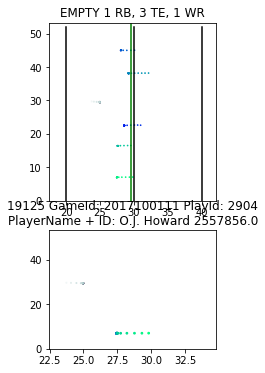 EMPTY 1 RB, 3 TE, 1 WR
50
40
30
20
10
0
20 25 30 35 40
19125 GameId: 2017100111 PlayId: 2904
PlayerName + ID: O.J. Howard 2557856.0
40
20
0
22.5 25.0 27.5 30.0 32.5